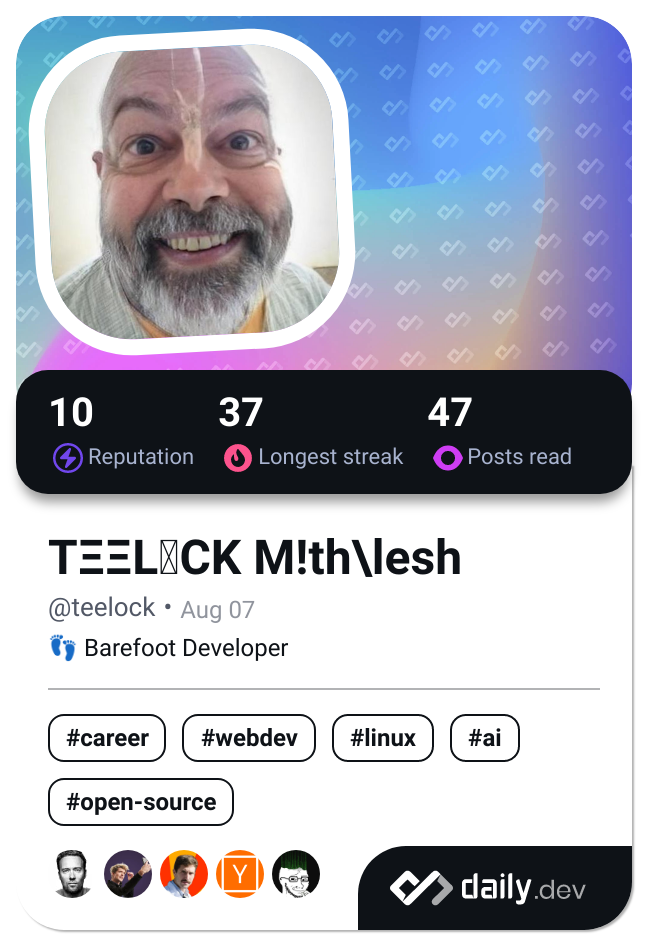 10 37 47
Reputation Longest streak Posts read
TΞΞL CK M!th\lesh
@teelock • Aug 07
👣 Barefoot Developer
#career #webdev #linux #ai
#open-source
Y
daily.dev